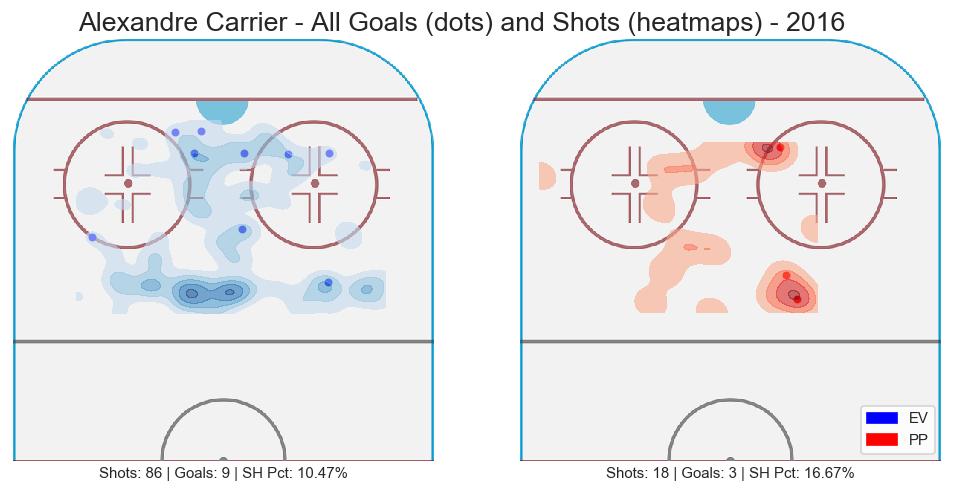 Alexandre Carrier - All Goals (dots) and Shots (heatmaps) - 2016
EV
PP
Shots: 86 | Goals: 9 | SH Pct: 10.47%
Shots: 18 | Goals: 3 | SH Pct: 16.67%